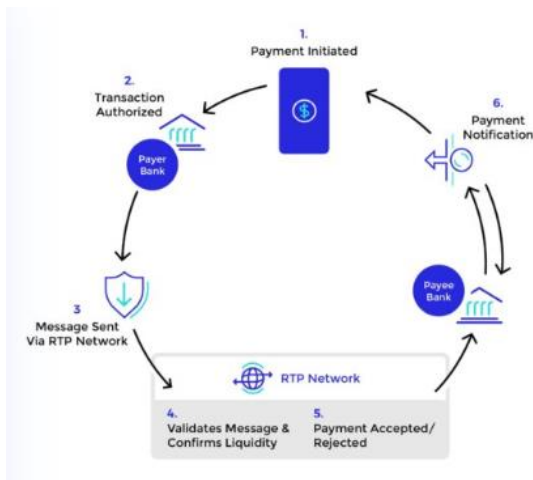 1.
Payment Initiated
2.
Transaction
Authorized
Payer
Bank
3
Message Sent
Via RTP Network
RTP Network
4.
Validates Message &
Confirms Liquidity
5.
Payment Accepted/
Rejected
Payee
Bank
6.
Payment
Notification